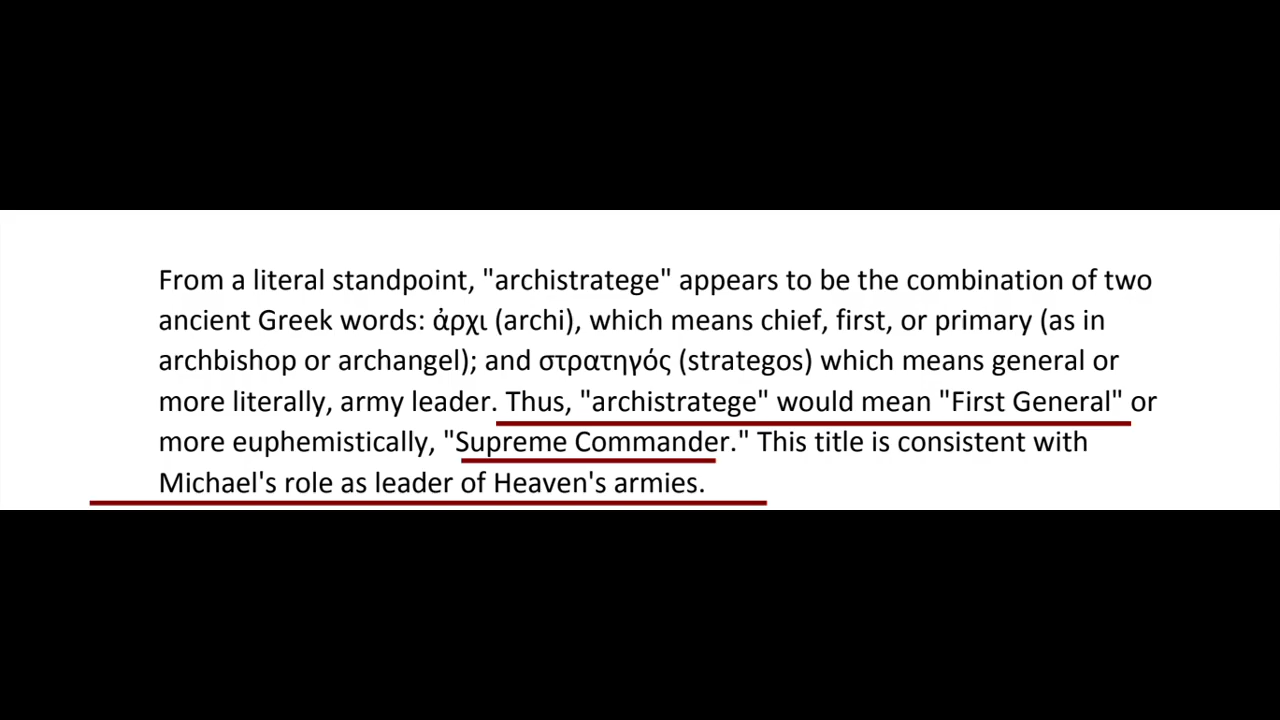 From a literal standpoint, "archistratege" appears to be the combination of two
ancient Greek words: ἀρχι (archi), which means chief, first, or primary (as in
archbishop or archangel); and στρατηγός (strategos) which means general or
more literally, army leader. Thus, "archistratege" would mean "First General" or
more euphemistically, "Supreme Commander." This title is consistent with
Michael's role as leader of Heaven's armies.